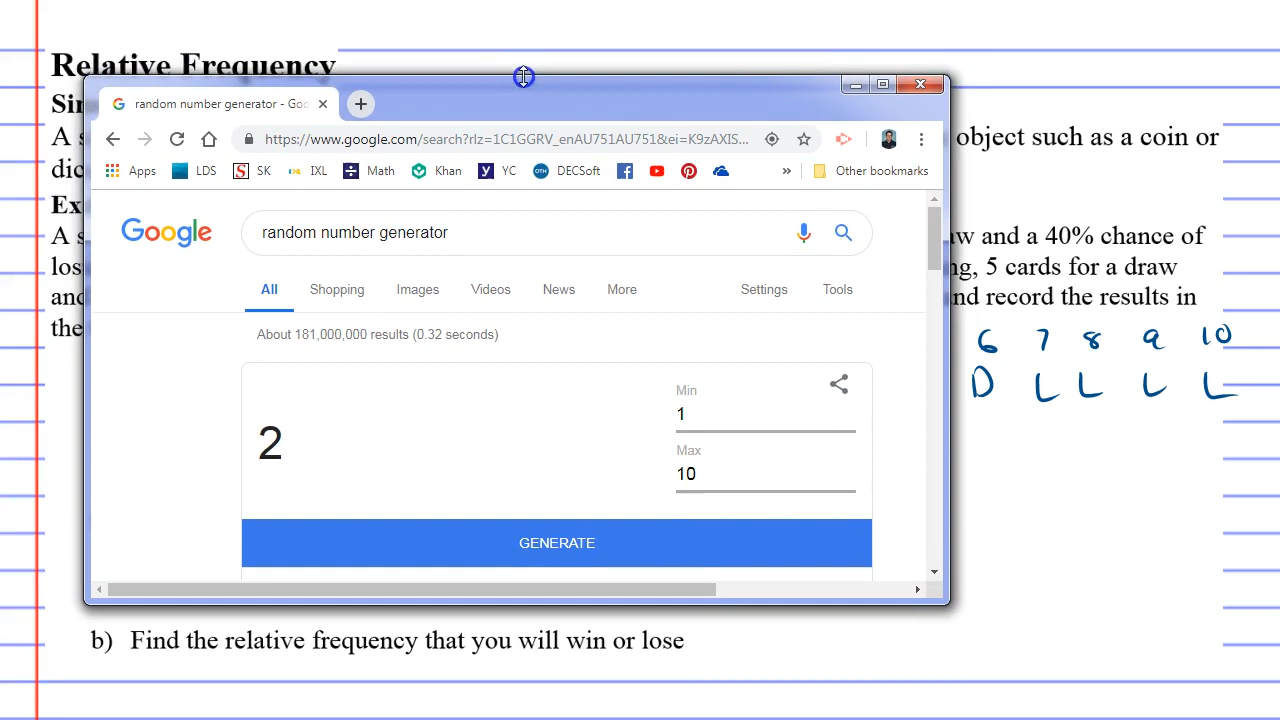 Relative Frequency
Sir
random number generator - Goo
A s
object such as a coin or
https://www.google.com/search?rlz=1C1GGRV_enAU751AU751&ei=K9zAXIS...
dic
Apps LDS SK IXL Math Khan YC DECSoft » Other bookmarks
Ex
A s
aw and a 40% chance of
Google random number generator
los
ng, 5 cards for a draw
All Shopping Images Videos News More Settings Tools
and
nd record the results in
the
About 181,000,000 results (0.32 seconds)
6 7 8 9 10
D L L L L
Min
1
2
Max
10
GENERATE
b) Find the relative frequency that you will win or lose